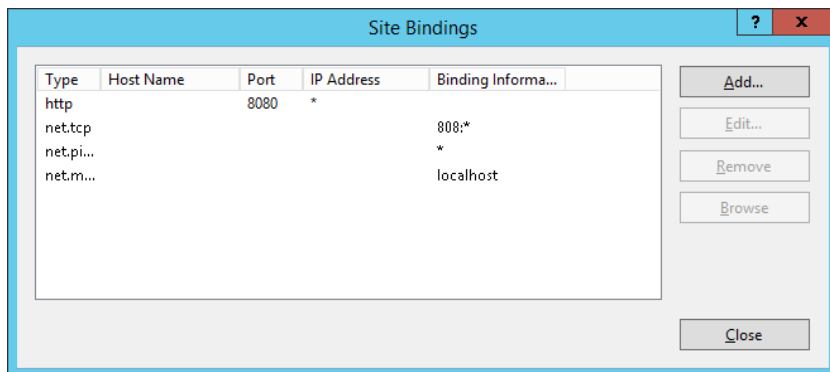 Site Bindings
? x
Type Host Name Port IP Address Binding Informa...
http 8080 *
net.tcp 808:*
net.pi... *
net.m... localhost
Add...
Edit...
Remove
Browse
Close